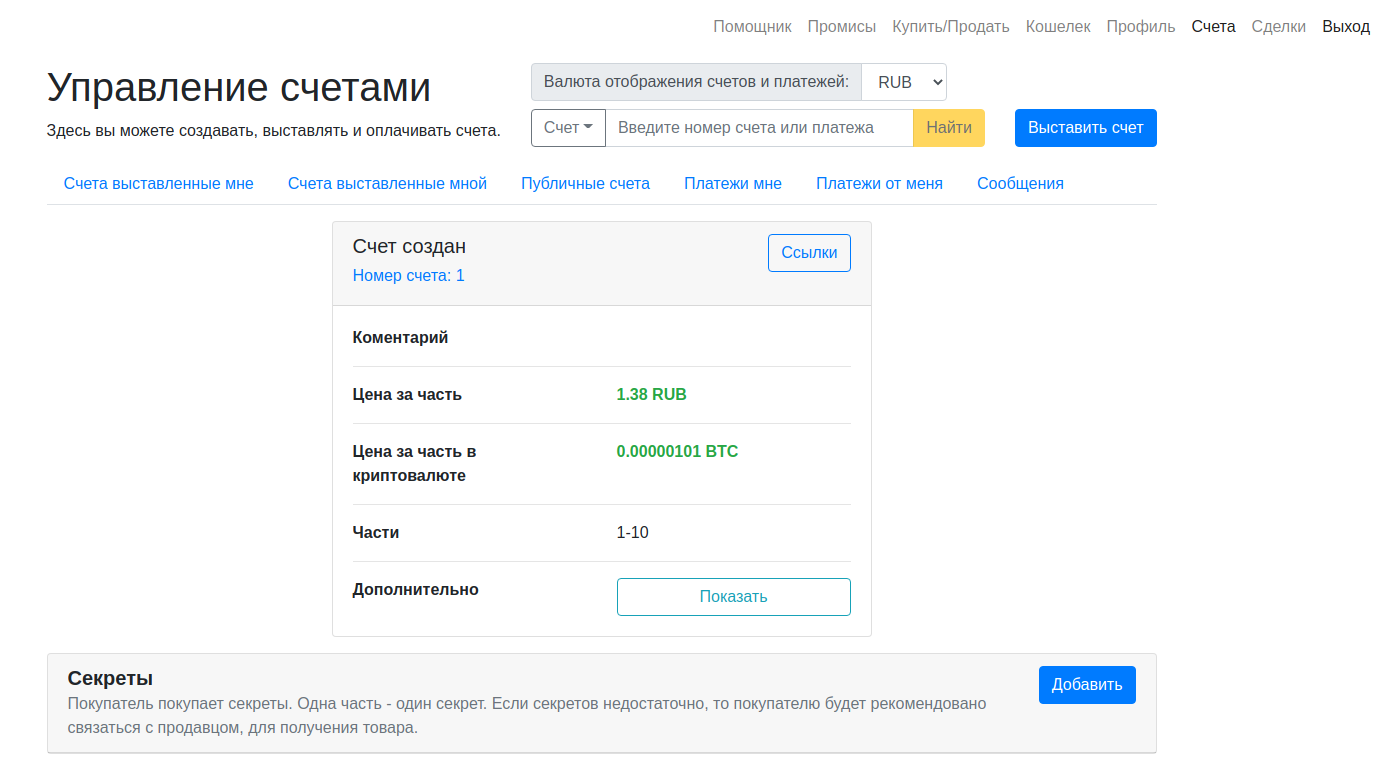 Помощник Промисы Купить/Продать Кошелек Профиль Счета Сделки Выход
Управление счетами
Здесь вы можете создавать, выставлять и оплачивать счета.
Валюта отображения счетов и платежей: RUB
Счет Введите номер счета или платежа Найти
Выставить счет
Счета выставленные мне Счета выставленные мной Публичные счета Платежи мне Платежи от меня Сообщения
Счет создан
Номер счета: 1
Ссылки
Коментарий
Цена за часть 1.38 RUB
Цена за часть в 0.00000101 BTC
криптовалюте
Части 1-10
Дополнительно Показать
Секреты
Покупатель покупает секреты. Одна часть - один секрет. Если секретов недостаточно, то покупателю будет рекомендовано
связаться с продавцом, для получения товара.
Добавить